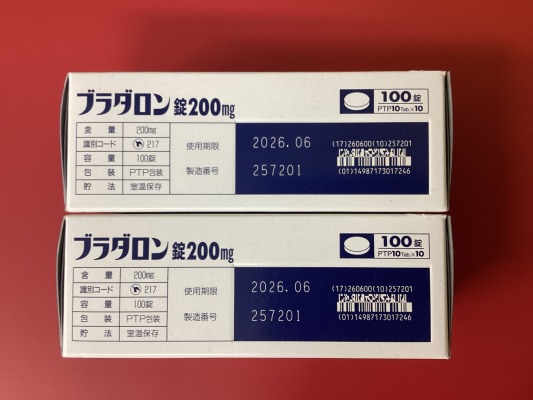 ブラダロン錠200mg
100錠
PTP10Tab.×10
含量 200mg
識別コード 217
容量 100錠
包装 PTP包装
貯法 室温保存
使用期限 2026.06
製造番号 257201
(17)260600(10)257201
(01)14987173017246
ブラダロン錠200mg
100錠
PTP10Tab.×10
含量 200mg
識別コード 217
容量 100錠
包装 PTP包装
貯法 室温保存
使用期限 2026.06
製造番号 257201
(17)260600(10)257201
(01)14987173017246